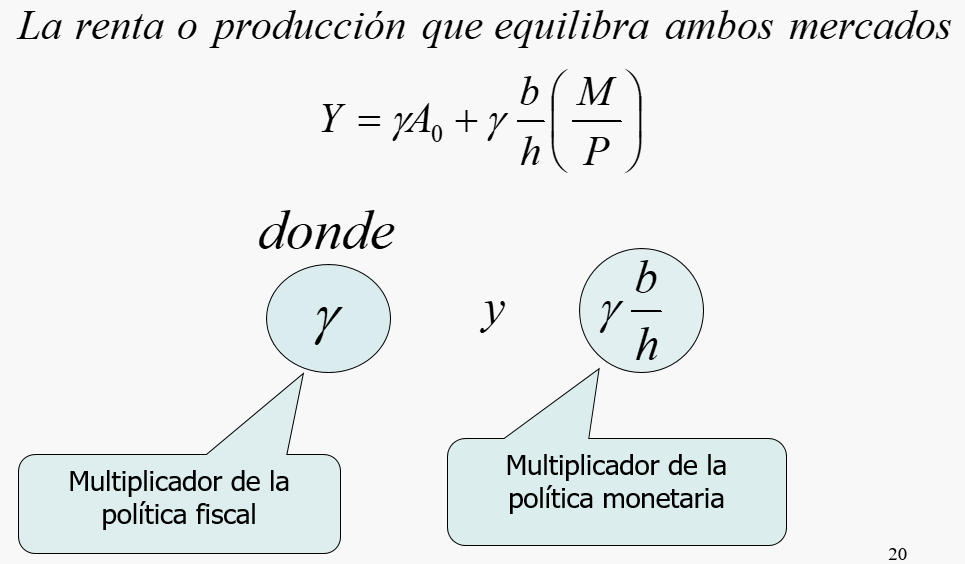 La renta o producción que equilibra ambos mercados
Y = γA₀ + γ b/h (M/P)
donde
γ y γ b/h
Multiplicador de la
política fiscal
Multiplicador de la
política monetaria
20